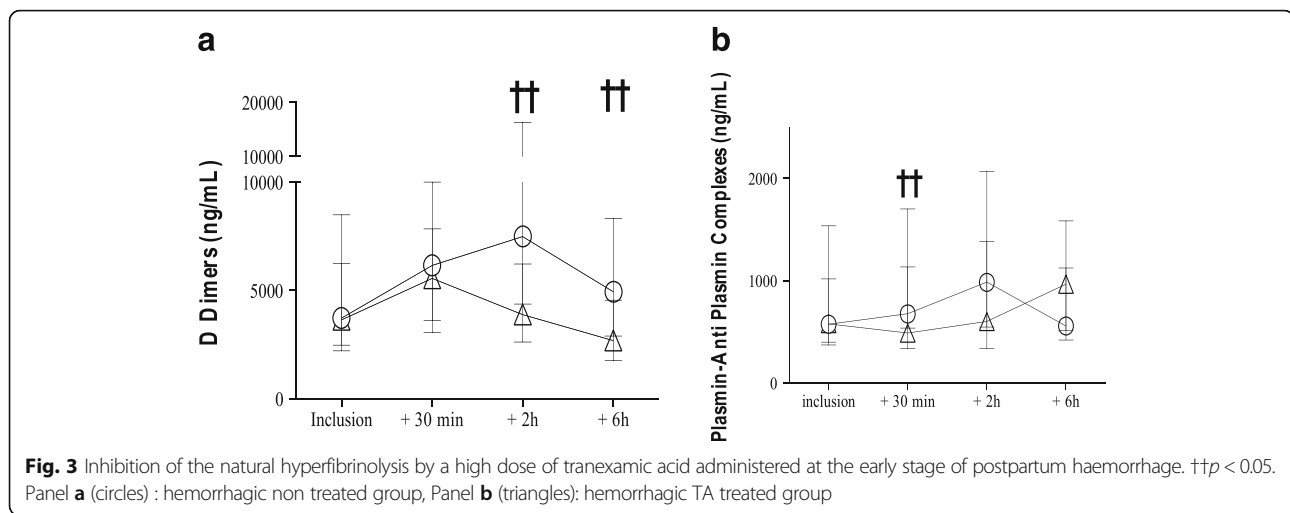 a
b
††
††
20000
10000
10000
5000
0
D Dimers (ng/mL)
Inclusion
+ 30 min
+ 2h
+ 6h
††
2000
1000
0
Plasmin-Anti Plasmin Complexes (ng/mL)
inclusion
+ 30 min
+ 2h
+ 6h
Fig. 3 Inhibition of the natural hyperfibrinolysis by a high dose of tranexamic acid administered at the early stage of postpartum haemorrhage. ††p < 0.05.
Panel a (circles) : hemorrhagic non treated group, Panel b (triangles): hemorrhagic TA treated group